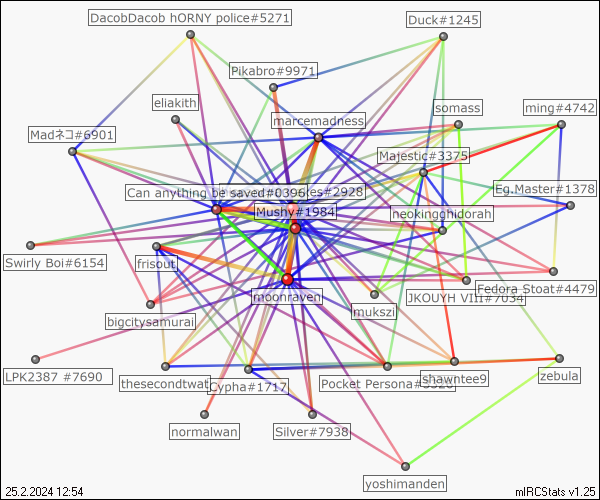 DacobDacob hORNY police#5271
Duck#1245
Pikabro#9971
eliakith
somass
ming#4742
marcemadness
Madネコ#6901
Majestic#3375
Can anything be saved#0396
es#2928
Eg.Master#1378
Mushy#1984
neokingghidorah
Swirly Boi#6154
frisout
moonraven
JKOUYH VIII#7034
Fedora Stoat#4479
mukszi
bigcitysamurai
LPK2387 #7690
thesecondtwat
Cypha#1717
Pocket Persona
shawntee9
zebula
normalwan
Silver#7938
yoshimanden
25.2.2024 12:54
mIRCStats v1.25